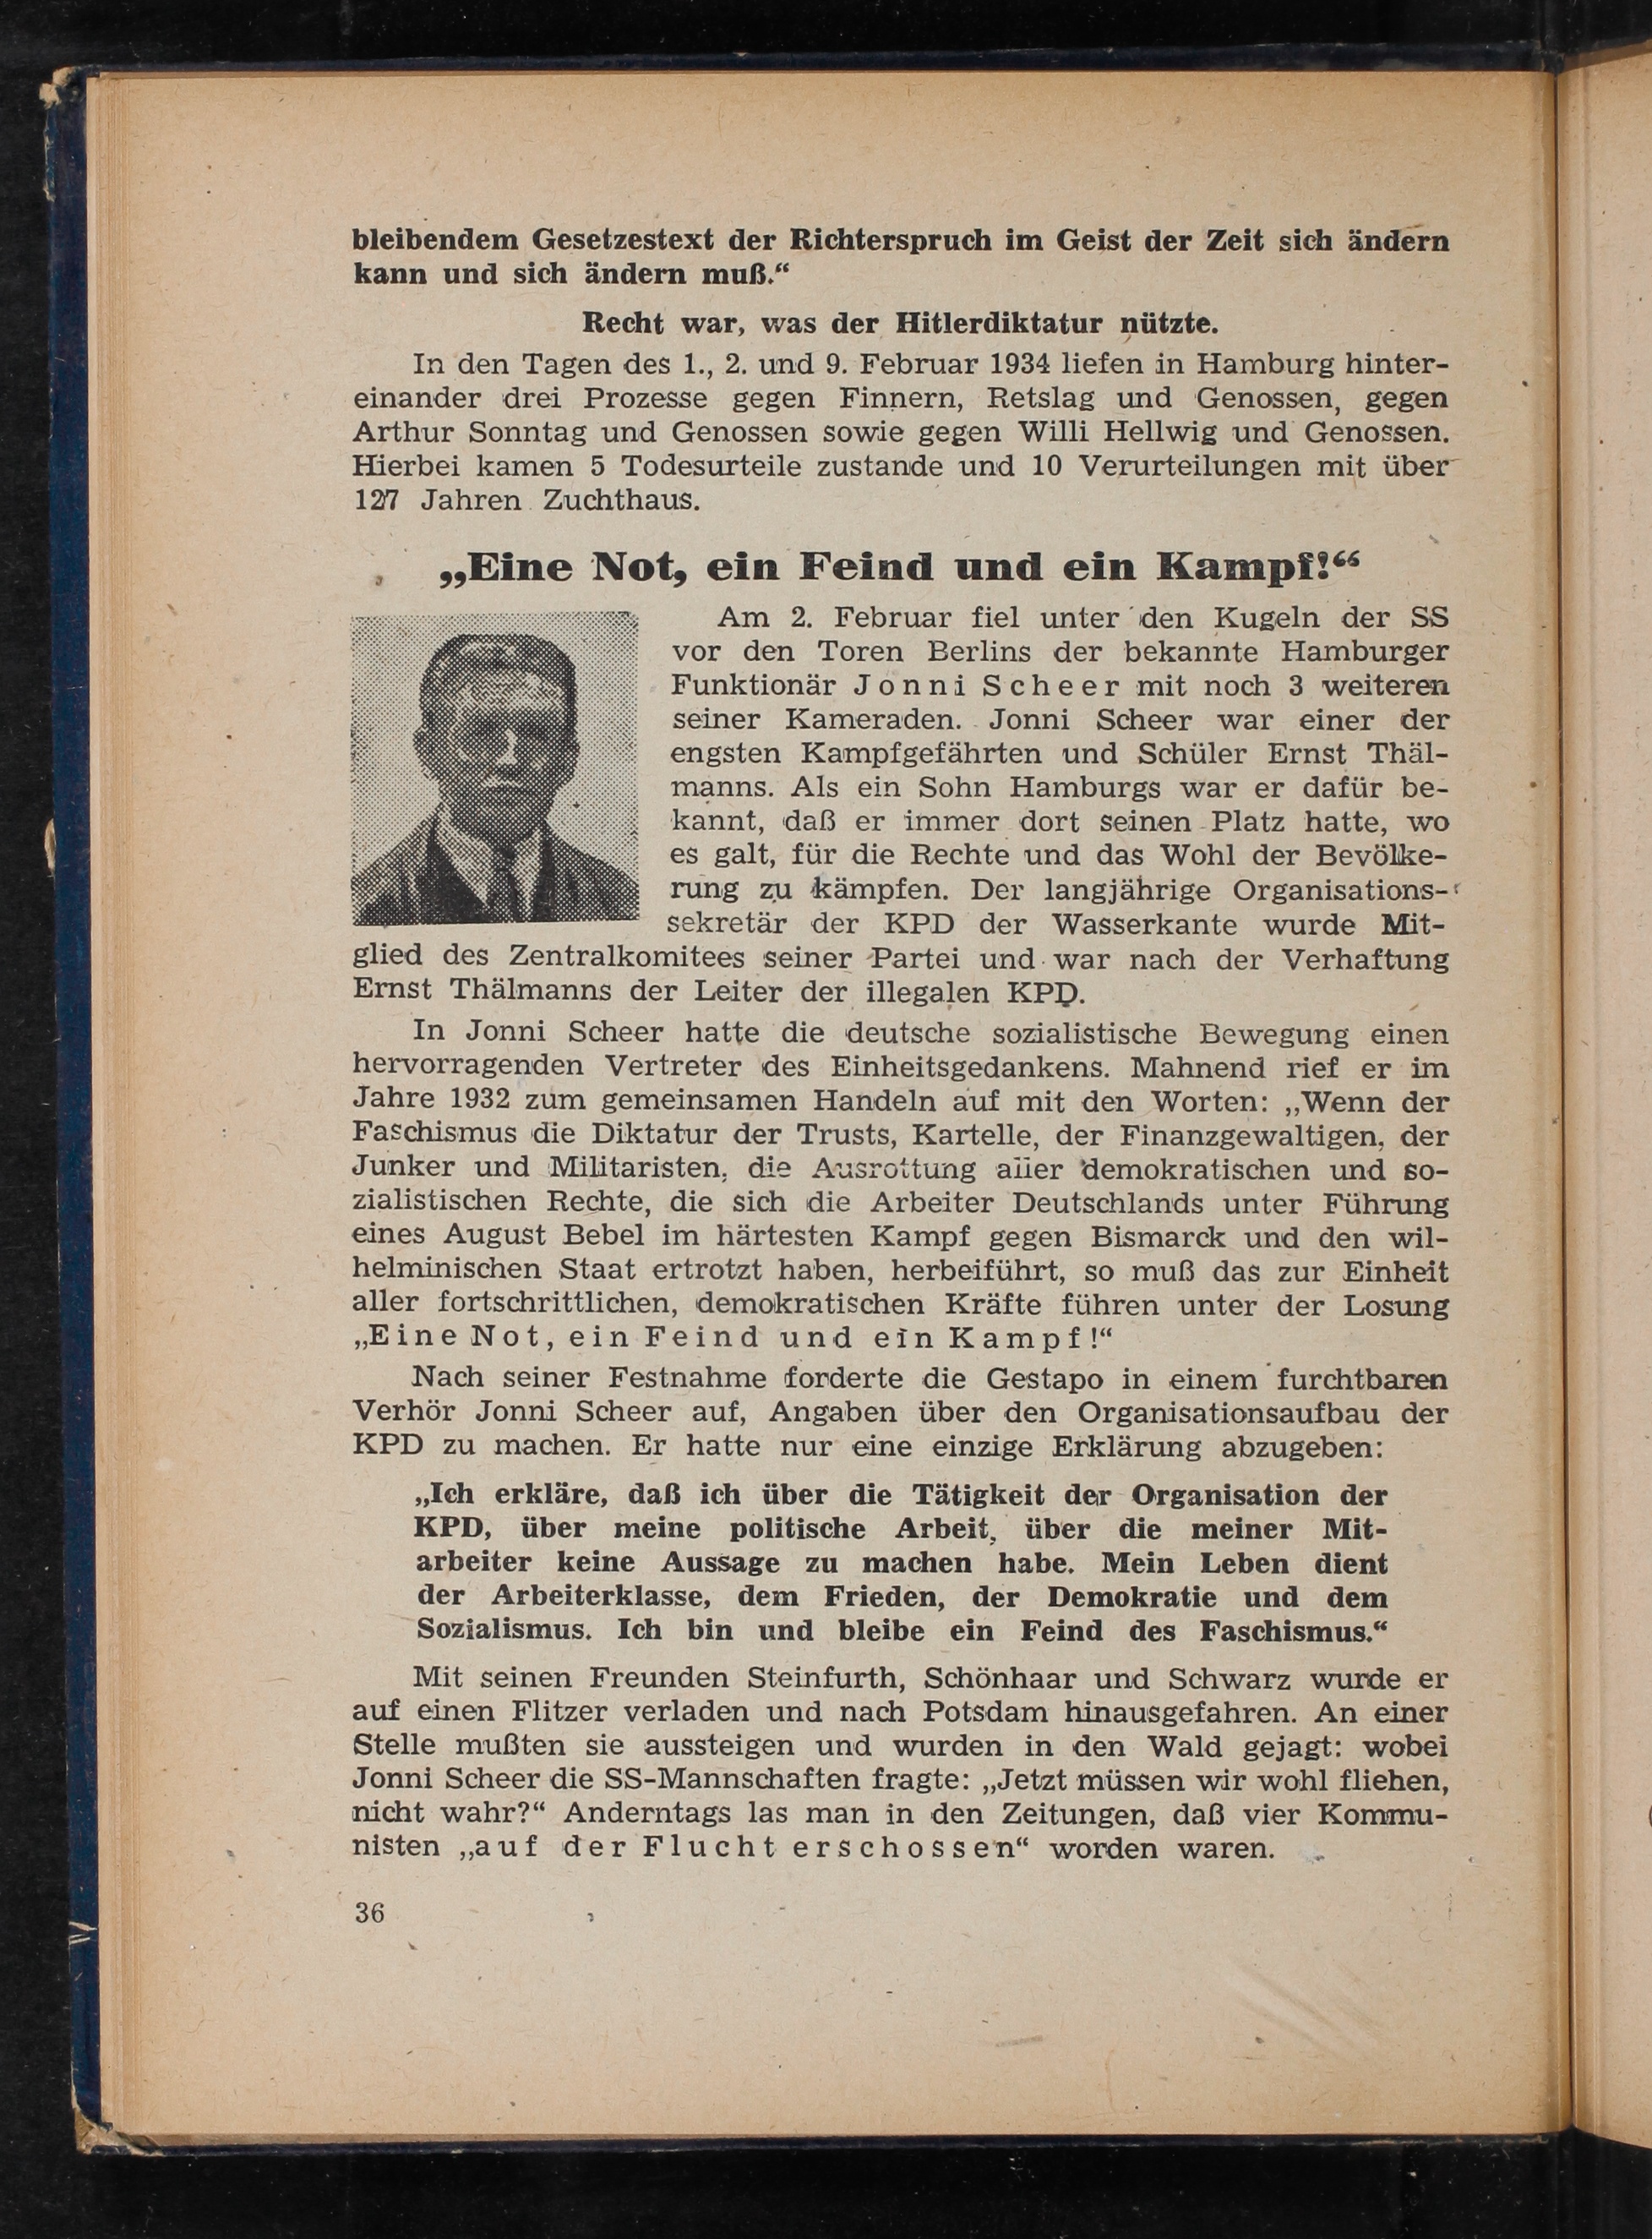 bleibendem Gesetzestext der Richterspruch im Geist der Zeit sich ändern
kann und sich ändern muß.“
Recht war, was der Hitlerdiktatur nützte.
In den Tagen des 1., 2. und 9. Februar 1934 liefen in Hamburg hinter-
einander drei Prozesse gegen Finnern, Retslag und Genossen, gegen
Arthur Sonntag und Genossen sowie gegen Willi Hellwig und Genossen.
Hierbei kamen 5 Todesurteile zustande und 10 Verurteilungen mit über
127 Jahren Zuchthaus.
„Eine Not, ein Feind und ein Kampf!“
Am 2. Februar fiel unter den Kugeln der SS
vor den Toren Berlins der bekannte Hamburger
Funktionär Jonni Scheer mit noch 3 weiteren
seiner Kameraden. Jonni Scheer war einer der
engsten Kampfgefährten und Schüler Ernst Thäl-
manns. Als ein Sohn Hamburgs war er dafür be-
kannt, daß er immer dort seinen Platz hatte, wo
es galt, für die Rechte und das Wohl der Bevölke-
rung zu kämpfen. Der langjährige Organisations-
sekretär der KPD der Wasserkante wurde Mit-
glied des Zentralkomitees seiner Partei und war nach der Verhaftung
Ernst Thälmanns der Leiter der illegalen KPD.
In Jonni Scheer hatte die deutsche sozialistische Bewegung einen
hervorragenden Vertreter des Einheitsgedankens. Mahnend rief er im
Jahre 1932 zum gemeinsamen Handeln auf mit den Worten: „Wenn der
Faschismus die Diktatur der Trusts, Kartelle, der Finanzgewaltigen, der
Junker und Militaristen, die Ausrottung aller demokratischen und so-
zialistischen Rechte, die sich die Arbeiter Deutschlands unter Führung
eines August Bebel im härtesten Kampf gegen Bismarck und den wil-
helminischen Staat ertrotzt haben, herbeiführt, so muß das zur Einheit
aller fortschrittlichen, demokratischen Kräfte führen unter der Losung
„Eine Not, ein Feind und ein Kampf!“
Nach seiner Festnahme forderte die Gestapo in einem furchtbaren
Verhör Jonni Scheer auf, Angaben über den Organisationsaufbau der
KPD zu machen. Er hatte nur eine einzige Erklärung abzugeben:
„Ich erkläre, daß ich über die Tätigkeit der Organisation der
KPD, über meine politische Arbeit, über die meiner Mit-
arbeiter keine Aussage zu machen habe. Mein Leben dient
der Arbeiterklasse, dem Frieden, der Demokratie und dem
Sozialismus. Ich bin und bleibe ein Feind des Faschismus.“
Mit seinen Freunden Steinfurth, Schönhaar und Schwarz wurde er
auf einen Flitzer verladen und nach Potsdam hinausgefahren. An einer
Stelle mußten sie aussteigen und wurden in den Wald gejagt: wobei
Jonni Scheer die SS-Mannschaften fragte: „Jetzt müssen wir wohl fliehen,
nicht wahr?“ Anderntags las man in den Zeitungen, daß vier Kommu-
nisten „auf der Flucht erschossen“ worden waren.
36